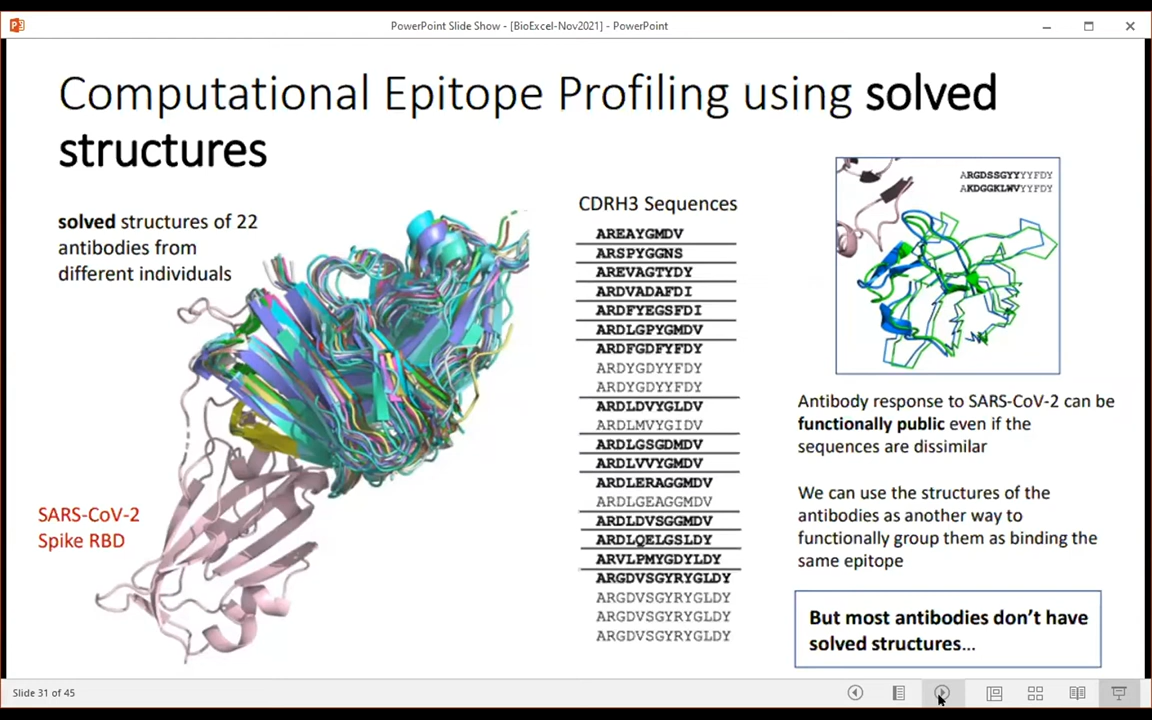 PowerPoint Slide Show - [BioExcel-Nov2021] - PowerPoint
Computational Epitope Profiling using solved
structures
solved structures of 22
antibodies from
different individuals
SARS-CoV-2
Spike RBD
CDRH3 Sequences
AREAYGMDV
ARSPYGGNS
AREVAGTYDY
ARDVADAFDI
ARDFYEGSFDI
ARDLGPYGMDV
ARDFGDFYFDY
ARDYGDYYFDY
ARDYGDYYFDY
ARDLDVYGLDV
ARDLMVYGIDV
ARDLGSGDMDV
ARDLVVYGMDV
ARDLERAGGMDV
ARDLGEAGGMDV
ARDLDVSGGMDV
ARDLQELGSLDY
ARVLPMYGDYLDY
ARGDVSGYRYGLDY
ARGDVSGYRYGLDY
ARGDVSGYRYGLDY
ARGDVSGYRYGLDY
ARGDSSGYYYYFDY
AKDGGKLWVYYFDY
Antibody response to SARS-CoV-2 can be
functionally public even if the
sequences are dissimilar
We can use the structures of the
antibodies as another way to
functionally group them as binding the
same epitope
But most antibodies don't have
solved structures...
Slide 31 of 45